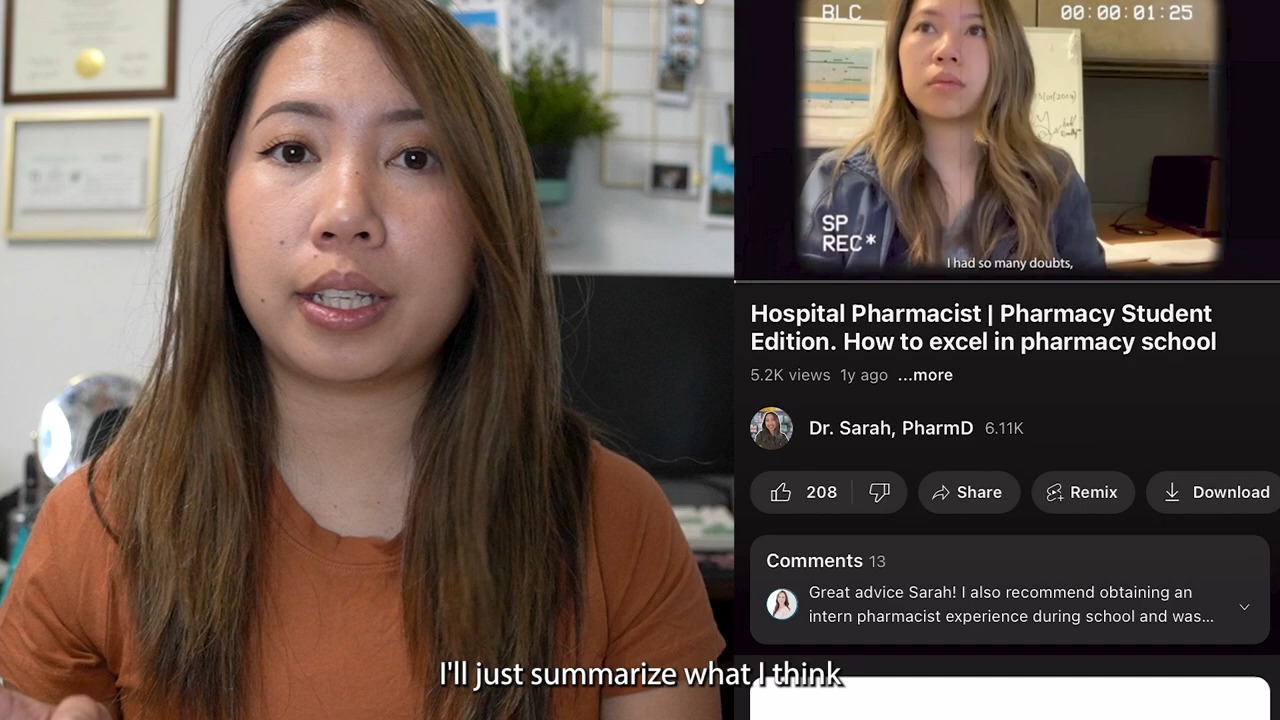 BLC
00:00:01:25
SP
REC*
I had so many doubts,
Hospital Pharmacist | Pharmacy Student
Edition. How to excel in pharmacy school
5.2K views 1y ago ...more
Dr. Sarah, PharmD 6.11K
208
Share
Remix
Download
Comments 13
Great advice Sarah! I also recommend obtaining an
intern pharmacist experience during school and was...
I'll just summarize what I think